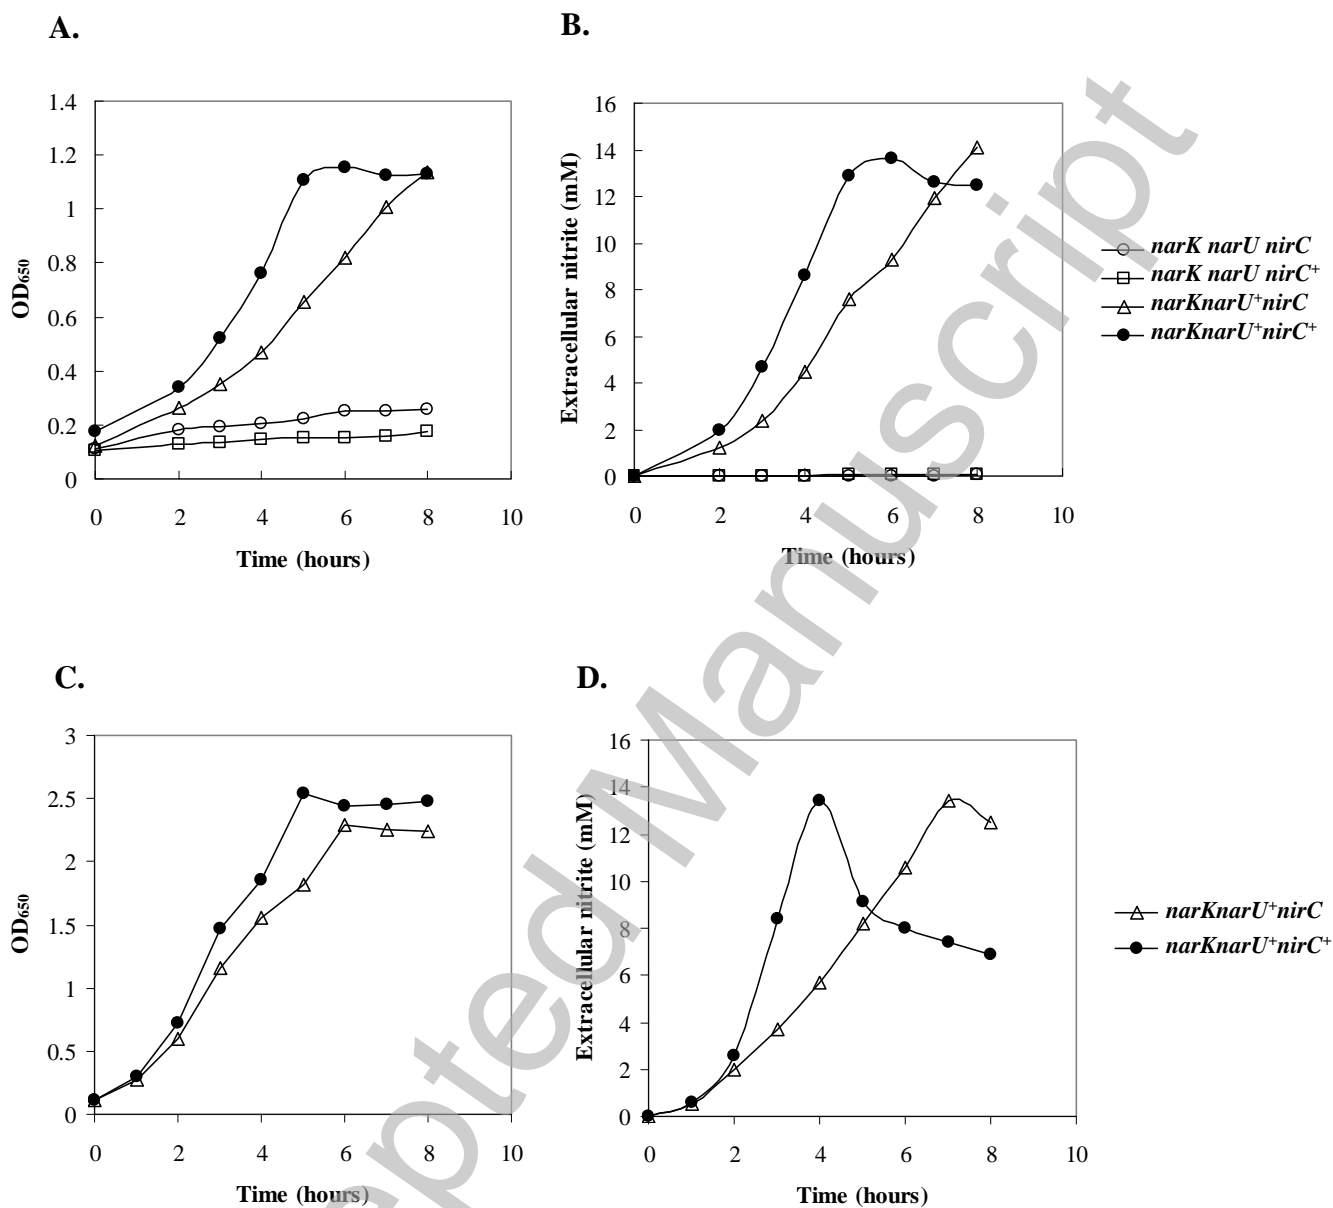 A.
1.4
1.2
1
0.8
0.6
0.4
0.2
0
OD650
0 2 4 6 8 10
Time (hours)
B.
16
14
12
10
8
6
4
2
0
Extracellular nitrite (mM)
0 2 4 6 8 10
Time (hours)
narK narU nirC
narK narU nirC+
narKnarU+nirC
narKnarU+nirC+
C.
3
2.5
2
1.5
1
0.5
0
OD650
0 2 4 6 8 10
Time (hours)
D.
16
14
12
10
8
6
4
2
0
Extracellular nitrite (mM)
0 2 4 6 8 10
Time (hours)
narKnarU+nirC
narKnarU+nirC+
pted Manuscript